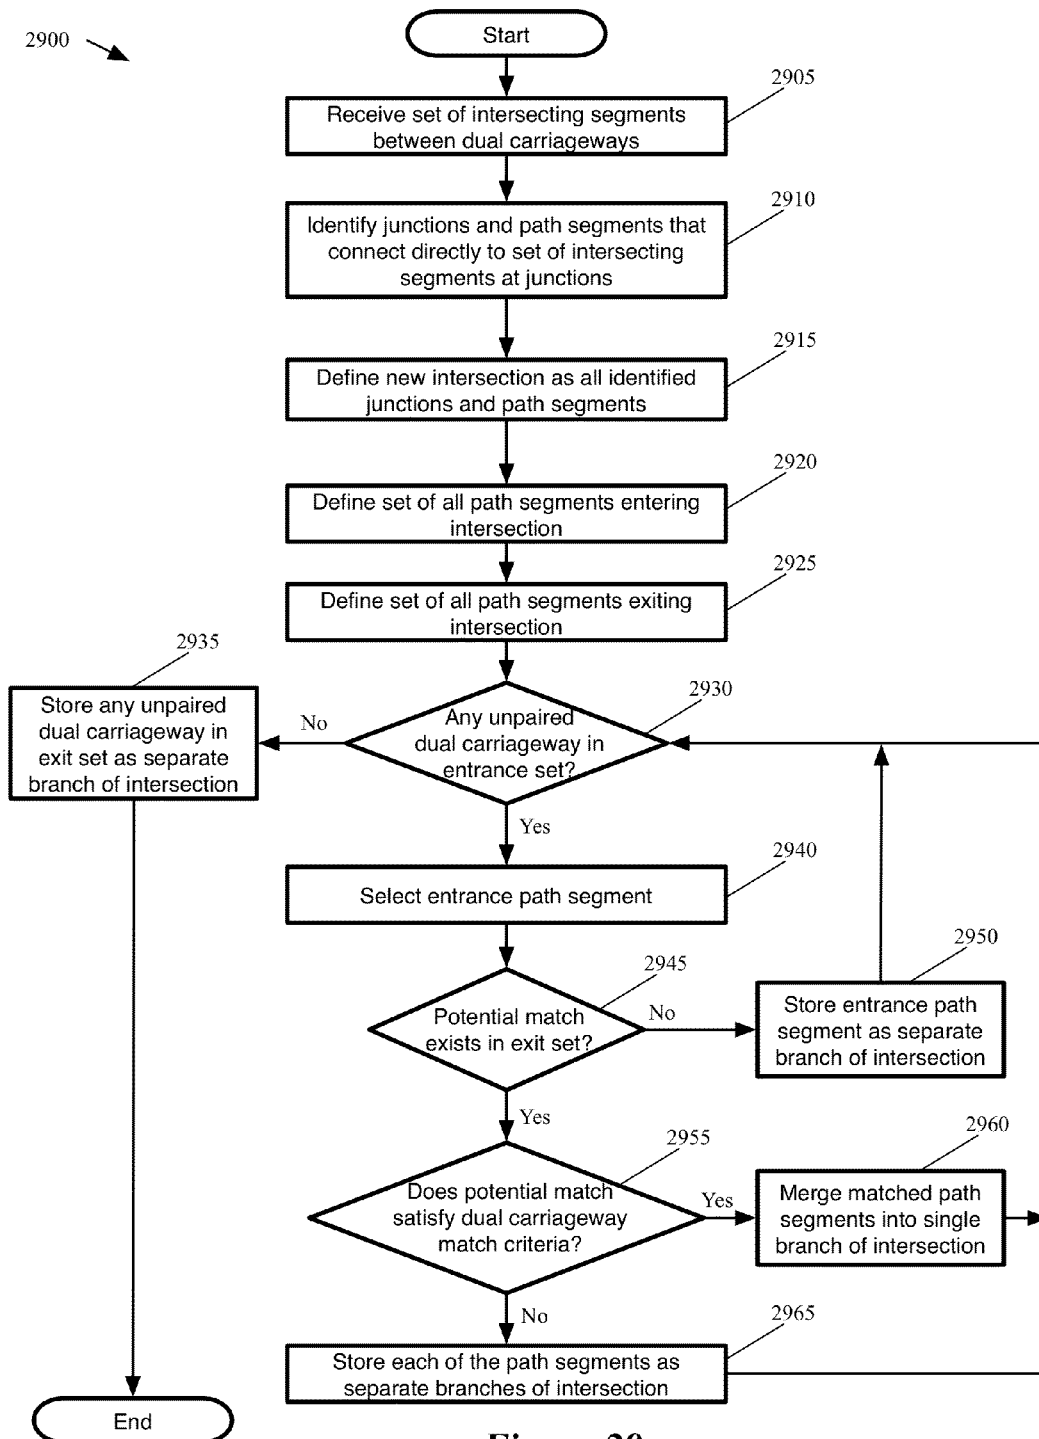 2900
Start
2905
Receive set of intersecting segments
between dual carriageways
2910
Identify junctions and path segments that
connect directly to set of intersecting
segments at junctions
2915
Define new intersection as all identified
junctions and path segments
2920
Define set of all path segments entering
intersection
2925
Define set of all path segments exiting
intersection
2935
Store any unpaired
dual carriageway in
exit set as separate
branch of intersection
No
2930
Any unpaired
dual carriageway in
entrance set?
Yes
2940
Select entrance path segment
2945
Potential match
exists in exit set?
No
2950
Store entrance path
segment as separate
branch of intersection
Yes
2955
Does potential match
satisfy dual carriageway
match criteria?
Yes
2960
Merge matched path
segments into single
branch of intersection
No
2965
Store each of the path segments as
separate branches of intersection
End
Figure 29